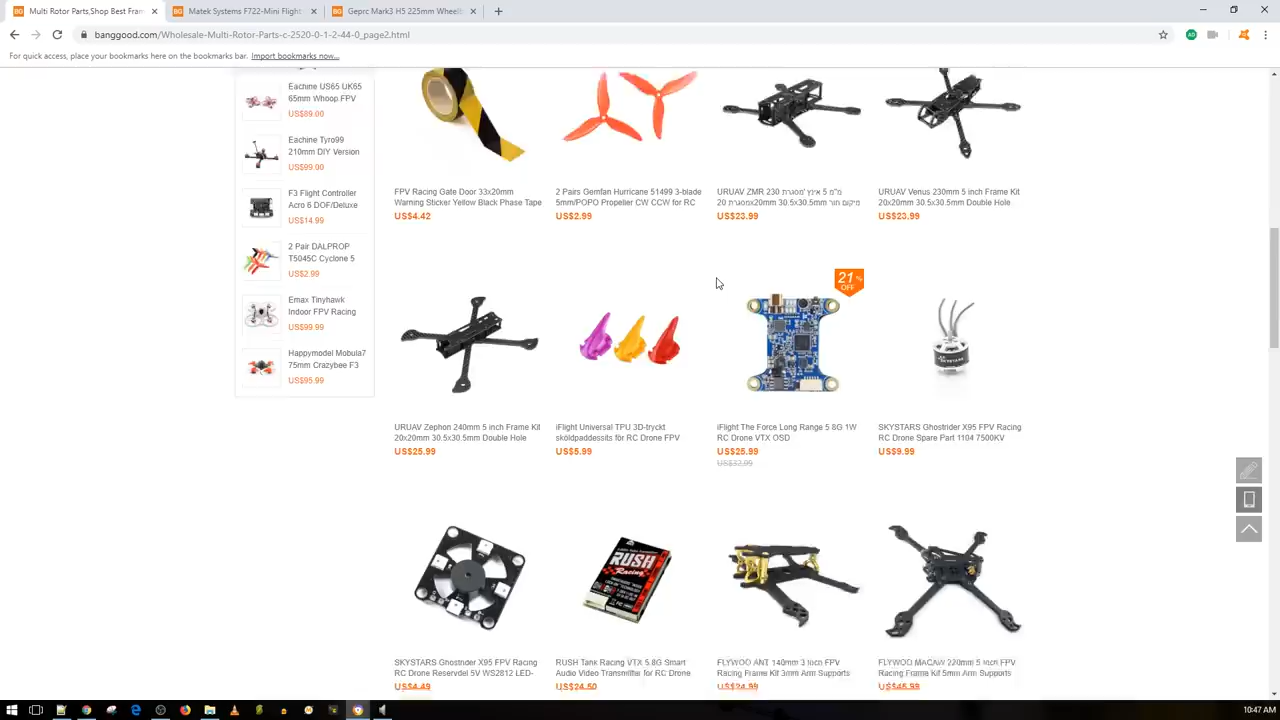 Multi Rotor Parts,Shop Best Fram
Matek Systems F722-Mini Flight
Geprc Mark3 H5 225mm Wheelb
banggood.com/Wholesale-Multi-Rotor-Parts-c-2520-0-1-2-44-0_page2.html
For quick access, place your bookmarks here on the bookmarks bar. Import bookmarks now...
Eachine US65 UK65
65mm Whoop FPV
US$89.00
Eachine Tyro99
210mm DIY Version
US$99.00
F3 Flight Controller
Acro 6 DOF/Deluxe
US$14.99
2 Pair DALPROP
T5045C Cyclone 5
US$2.99
Emax Tinyhawk
Indoor FPV Racing
US$99.99
Happymodel Mobula7
75mm Crazybee F3
US$95.99
FPV Racing Gate Door 33x20mm
Warning Sticker Yellow Black Phase Tape
US$4.42
2 Pairs Gemfan Hurricane 51499 3-blade
5mm/POPO Propeller CW CCW for RC
US$2.99
URUAV ZMR 230 מ"מ 5 אינץ 'מסגרת
מיקום חור 30.5x30.5mm 20x20mm מסגרת
US$23.99
URUAV Venus 230mm 5 inch Frame Kit
20x20mm 30.5x30.5mm Double Hole
US$23.99
21% OFF
URUAV Zephon 240mm 5 inch Frame Kit
20x20mm 30.5x30.5mm Double Hole
US$25.99
iFlight Universal TPU 3D-tryckt
sköldpaddessits för RC Drone FPV
US$5.99
iFlight The Force Long Range 5 8G 1W
RC Drone VTX OSD
US$25.99
US$32.99
SKYSTARS
SKYSTARS Ghostrider X95 FPV Racing
RC Drone Spare Part 1104 7500KV
US$9.99
RUSH
Racing
SKYSTARS Ghostrider X95 FPV Racing
RC Drone Reservdel 5V WS2812 LED-
US$4.49
RUSH Tank Racing VTX 5.8G Smart
Audio Video Transmitter for RC Drone
US$24.50
FLYWOO ANT 140mm 3 Inch FPV
Racing Frame Kit 3mm Arm Supports
US$24.99
FLYWOO MACAW 220mm 5 Inch FPV
Racing Frame Kit 5mm Arm Supports
US$45.99
10:47 AM